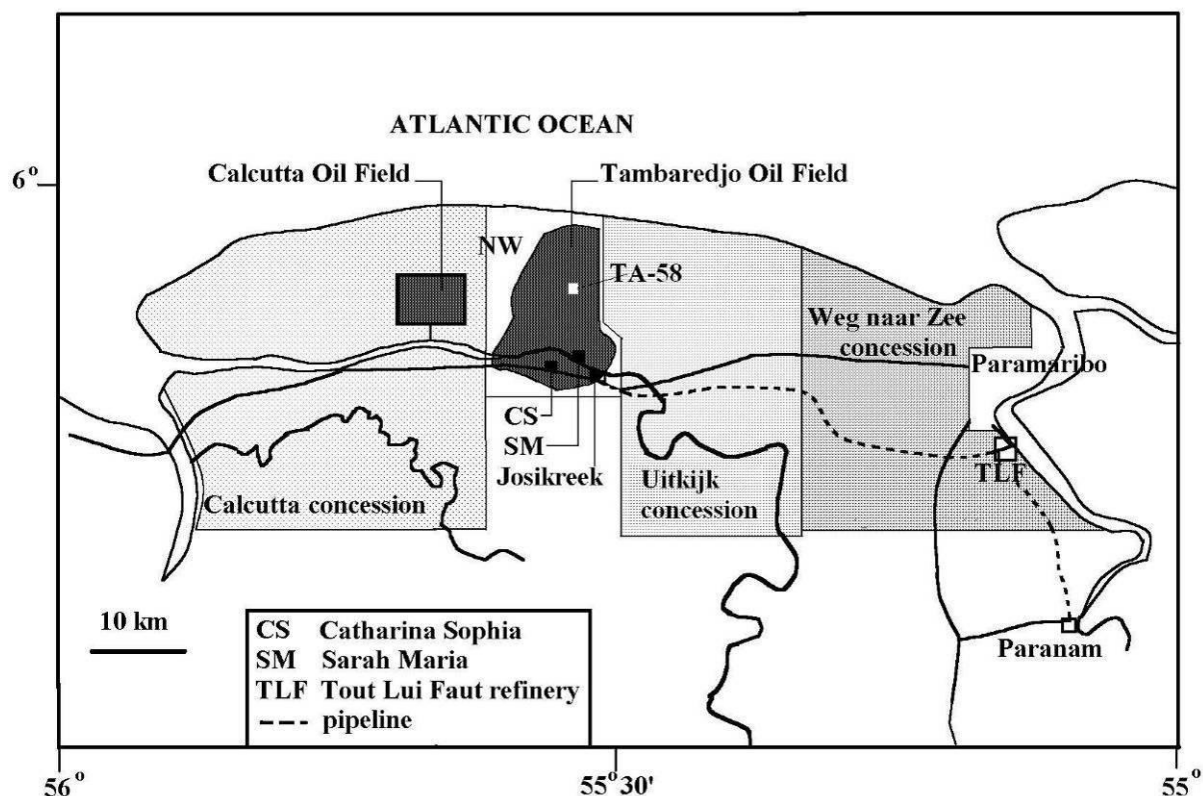 ATLANTIC OCEAN
6°
Calcutta Oil Field
Tambaredjo Oil Field
NW
TA-58
Weg naar Zee
concession
Paramaribo
CS
SM
Josikreek
TLF
Calcutta concession
Uitkijk
concession
10 km
CS Catharina Sophia
SM Sarah Maria
TLF Tout Lui Faut refinery
pipeline
Paranam
56°
55°30'
55°